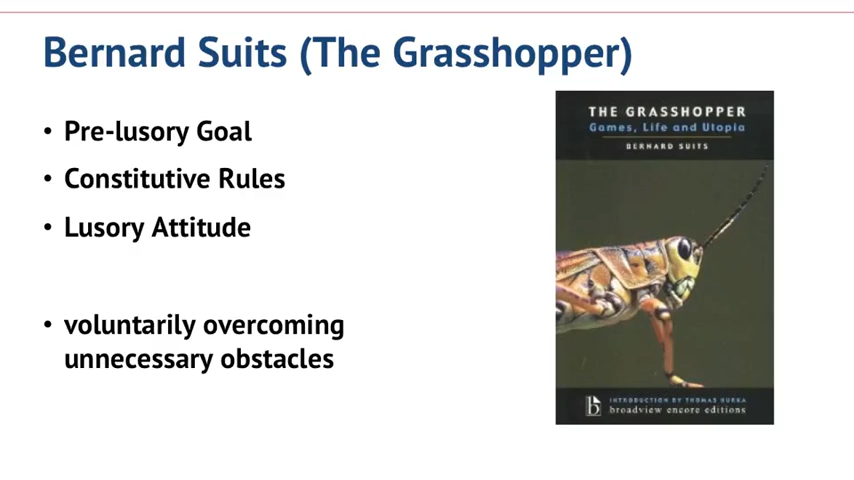 Bernard Suits (The Grasshopper)
• Pre-lusory Goal
• Constitutive Rules
• Lusory Attitude
• voluntarily overcoming
unnecessary obstacles
THE GRASSHOPPER
Games, Life and Utopia
BERNARD SUITS
INTRODUCTION BY THOMAS HURKA
b broadview encore editions